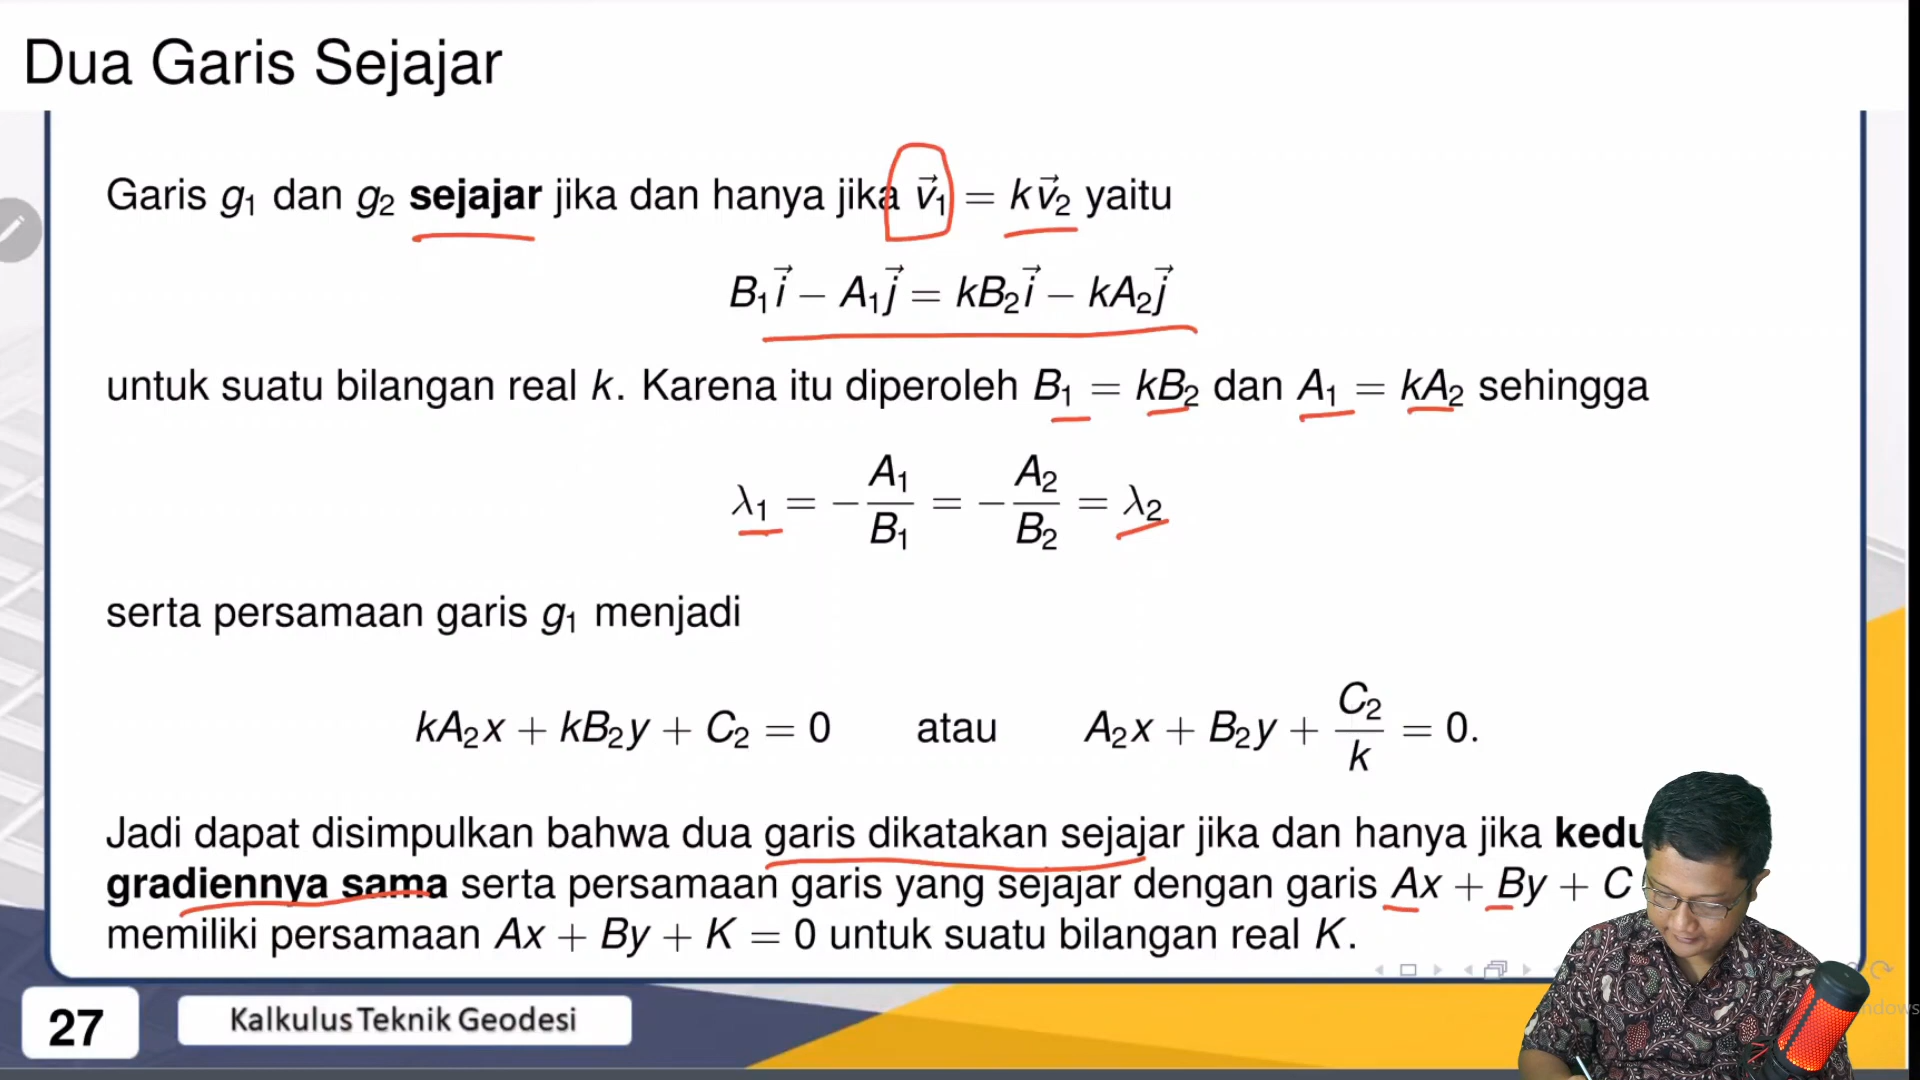 Dua Garis Sejajar
Garis g₁ dan g₂ sejajar jika dan hanya jika v⃗₁ = kv⃗₂ yaitu
B₁i⃗ − A₁j⃗ = kB₂i⃗ − kA₂j⃗
untuk suatu bilangan real k. Karena itu diperoleh B₁ = kB₂ dan A₁ = kA₂ sehingga
λ₁ = −A₁/B₁ = −A₂/B₂ = λ₂
serta persamaan garis g₁ menjadi
kA₂x + kB₂y + C₂ = 0 atau A₂x + B₂y + C₂/k = 0.
Jadi dapat disimpulkan bahwa dua garis dikatakan sejajar jika dan hanya jika
gradiennya sama serta persamaan garis yang sejajar dengan garis Ax + By + C
memiliki persamaan Ax + By + K = 0 untuk suatu bilangan real K.
27
Kalkulus Teknik Geodesi